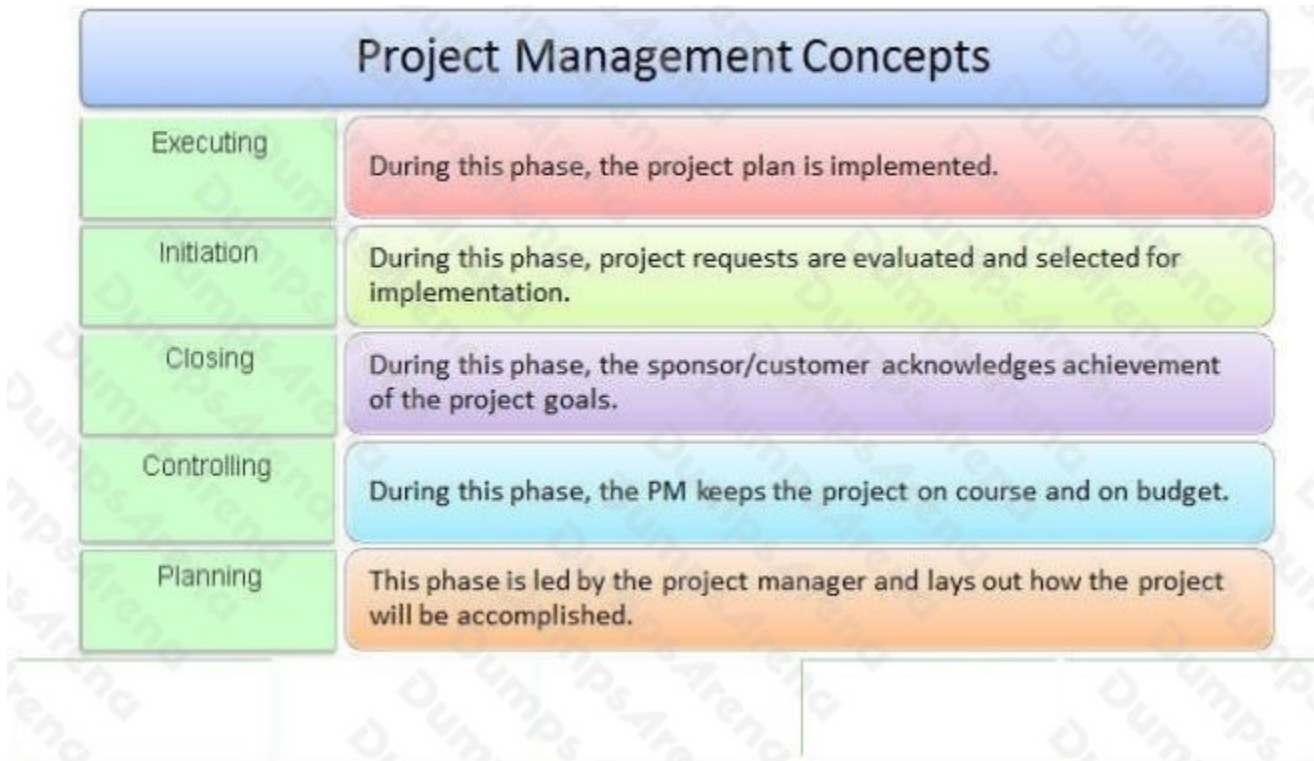 Project Management Concepts
Executing
During this phase, the project plan is implemented.
Initiation
During this phase, project requests are evaluated and selected for
implementation.
Closing
During this phase, the sponsor/customer acknowledges achievement
of the project goals.
Controlling
During this phase, the PM keeps the project on course and on budget.
Planning
This phase is led by the project manager and lays out how the project
will be accomplished.
DumpsArena